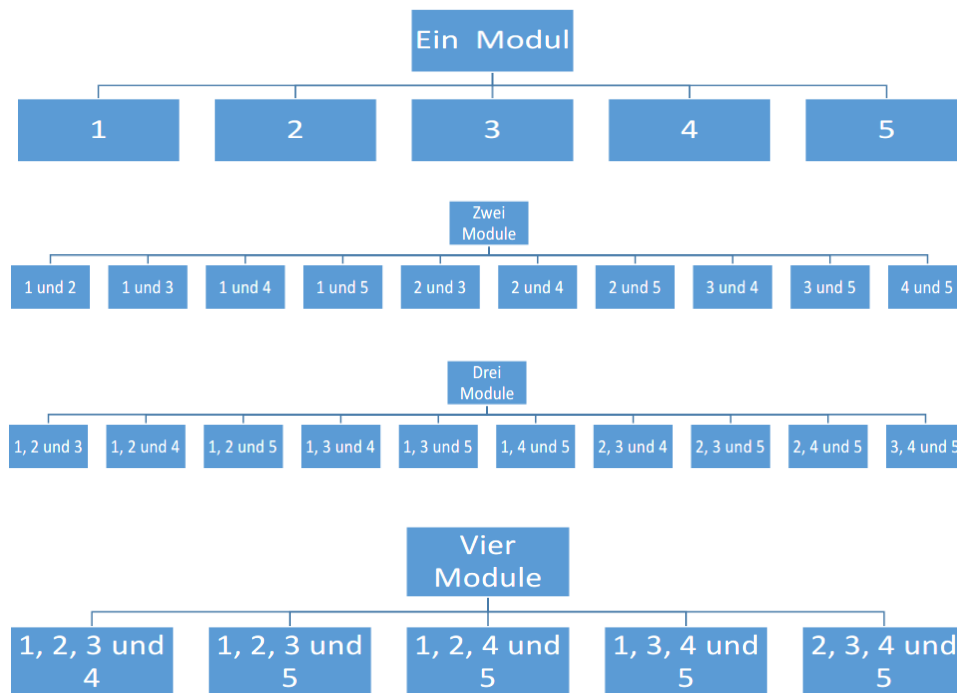 Ein Modul
1
2
3
4
5
Zwei
Module
1 und 2
1 und 3
1 und 4
1 und 5
2 und 3
2 und 4
2 und 5
3 und 4
3 und 5
4 und 5
Drei
Module
1, 2 und 3
1, 2 und 4
1, 2 und 5
1, 3 und 4
1, 3 und 5
1, 4 und 5
2, 3 und 4
2, 3 und 5
2, 4 und 5
3, 4 und 5
Vier
Module
1, 2, 3 und
4
1, 2, 3 und
5
1, 2, 4 und
5
1, 3, 4 und
5
2, 3, 4 und
5